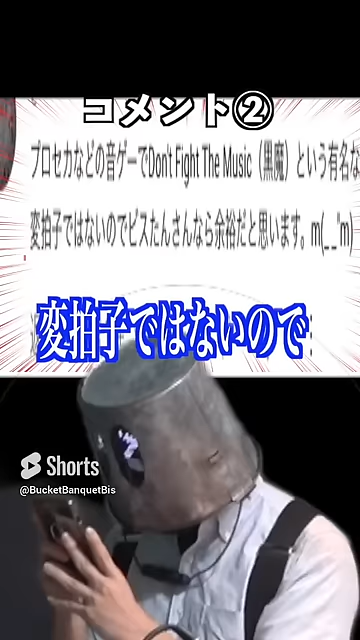 コメント②
プロセカなどの音ゲーでDon't Fight The Music（黒魔）という有名な
変拍子ではないのでビスたんさんなら余裕だと思います。m(_ _'m)
変拍子ではないので
Shorts
@BucketBanquetBis